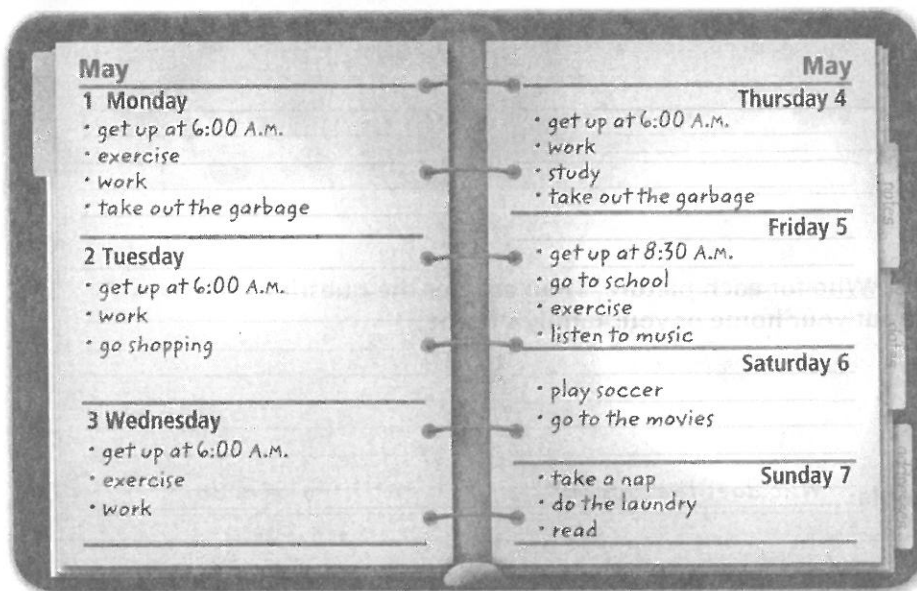 May
1 Monday
• get up at 6:00 A.M.
• exercise
• work
• take out the garbage
2 Tuesday
• get up at 6:00 A.M.
• work
• go shopping
3 Wednesday
• get up at 6:00 A.M.
• exercise
• work
May
Thursday 4
• get up at 6:00 A.M.
• work
• study
• take out the garbage
Friday 5
• get up at 8:30 A.M.
• go to school
• exercise
• listen to music
Saturday 6
• play soccer
• go to the movies
Sunday 7
• take a nap
• do the laundry
• read